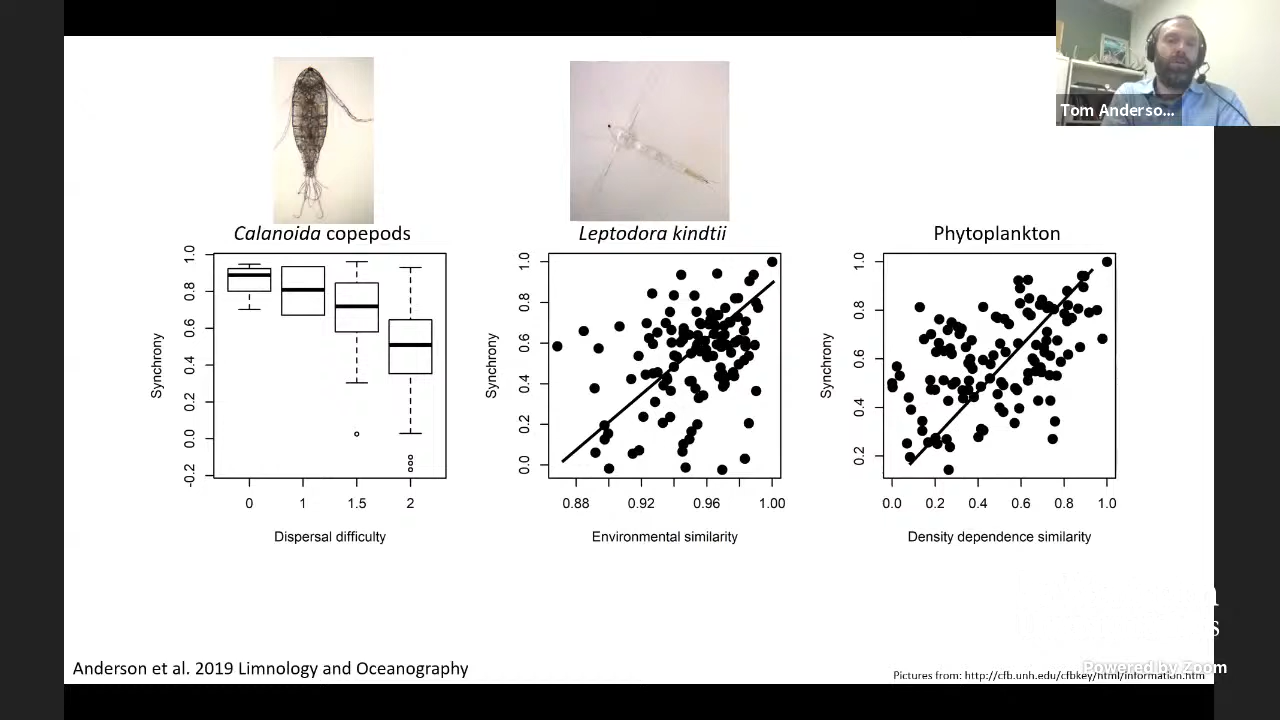 Tom Anderso...
Calanoida copepods
Leptodora kindtii
Phytoplankton
Synchrony
1.0
0.8
0.6
0.4
0.2
0.0
-0.2
0 1 1.5 2
Dispersal difficulty
Synchrony
1.0
0.8
0.6
0.4
0.2
0.0
0.88 0.92 0.96 1.00
Environmental similarity
Synchrony
1.0
0.8
0.6
0.4
0.2
0.0 0.2 0.4 0.6 0.8 1.0
Density dependence similarity
Anderson et al. 2019 Limnology and Oceanography
Pictures from: http://cfb.unh.edu/cfbkey/html/information.htm
Powered by Zoom